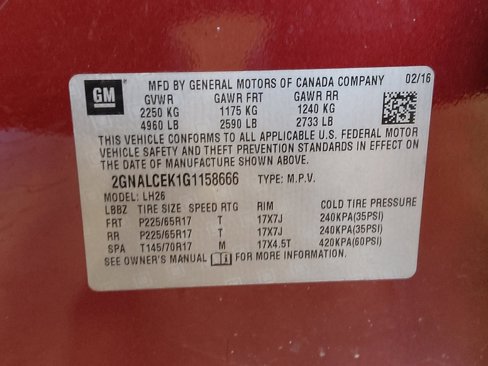 GM
MFD BY GENERAL MOTORS OF CANADA COMPANY 02/16
GVWR GAWR FRT GAWR RR
2250 KG 1175 KG 1240 KG
4960 LB 2590 LB 2733 LB
THIS VEHICLE CONFORMS TO ALL APPLICABLE U.S. FEDERAL MOTOR
VEHICLE SAFETY AND THEFT PREVENTION STANDARDS IN EFFECT ON THE
DATE OF MANUFACTURE SHOWN ABOVE.
2GNALCEK1G1158666 TYPE: M.P.V.
MODEL: LH26
LBBZ TIRE SIZE SPEED RTG RIM COLD TIRE PRESSURE
FRT P225/65R17 T 17X7J 240KPA(35PSI)
RR P225/65R17 T 17X7J 240KPA(35PSI)
SPA T145/70R17 M 17X4.5T 420KPA(60PSI)
SEE OWNER'S MANUAL FOR MORE INFORMATION.